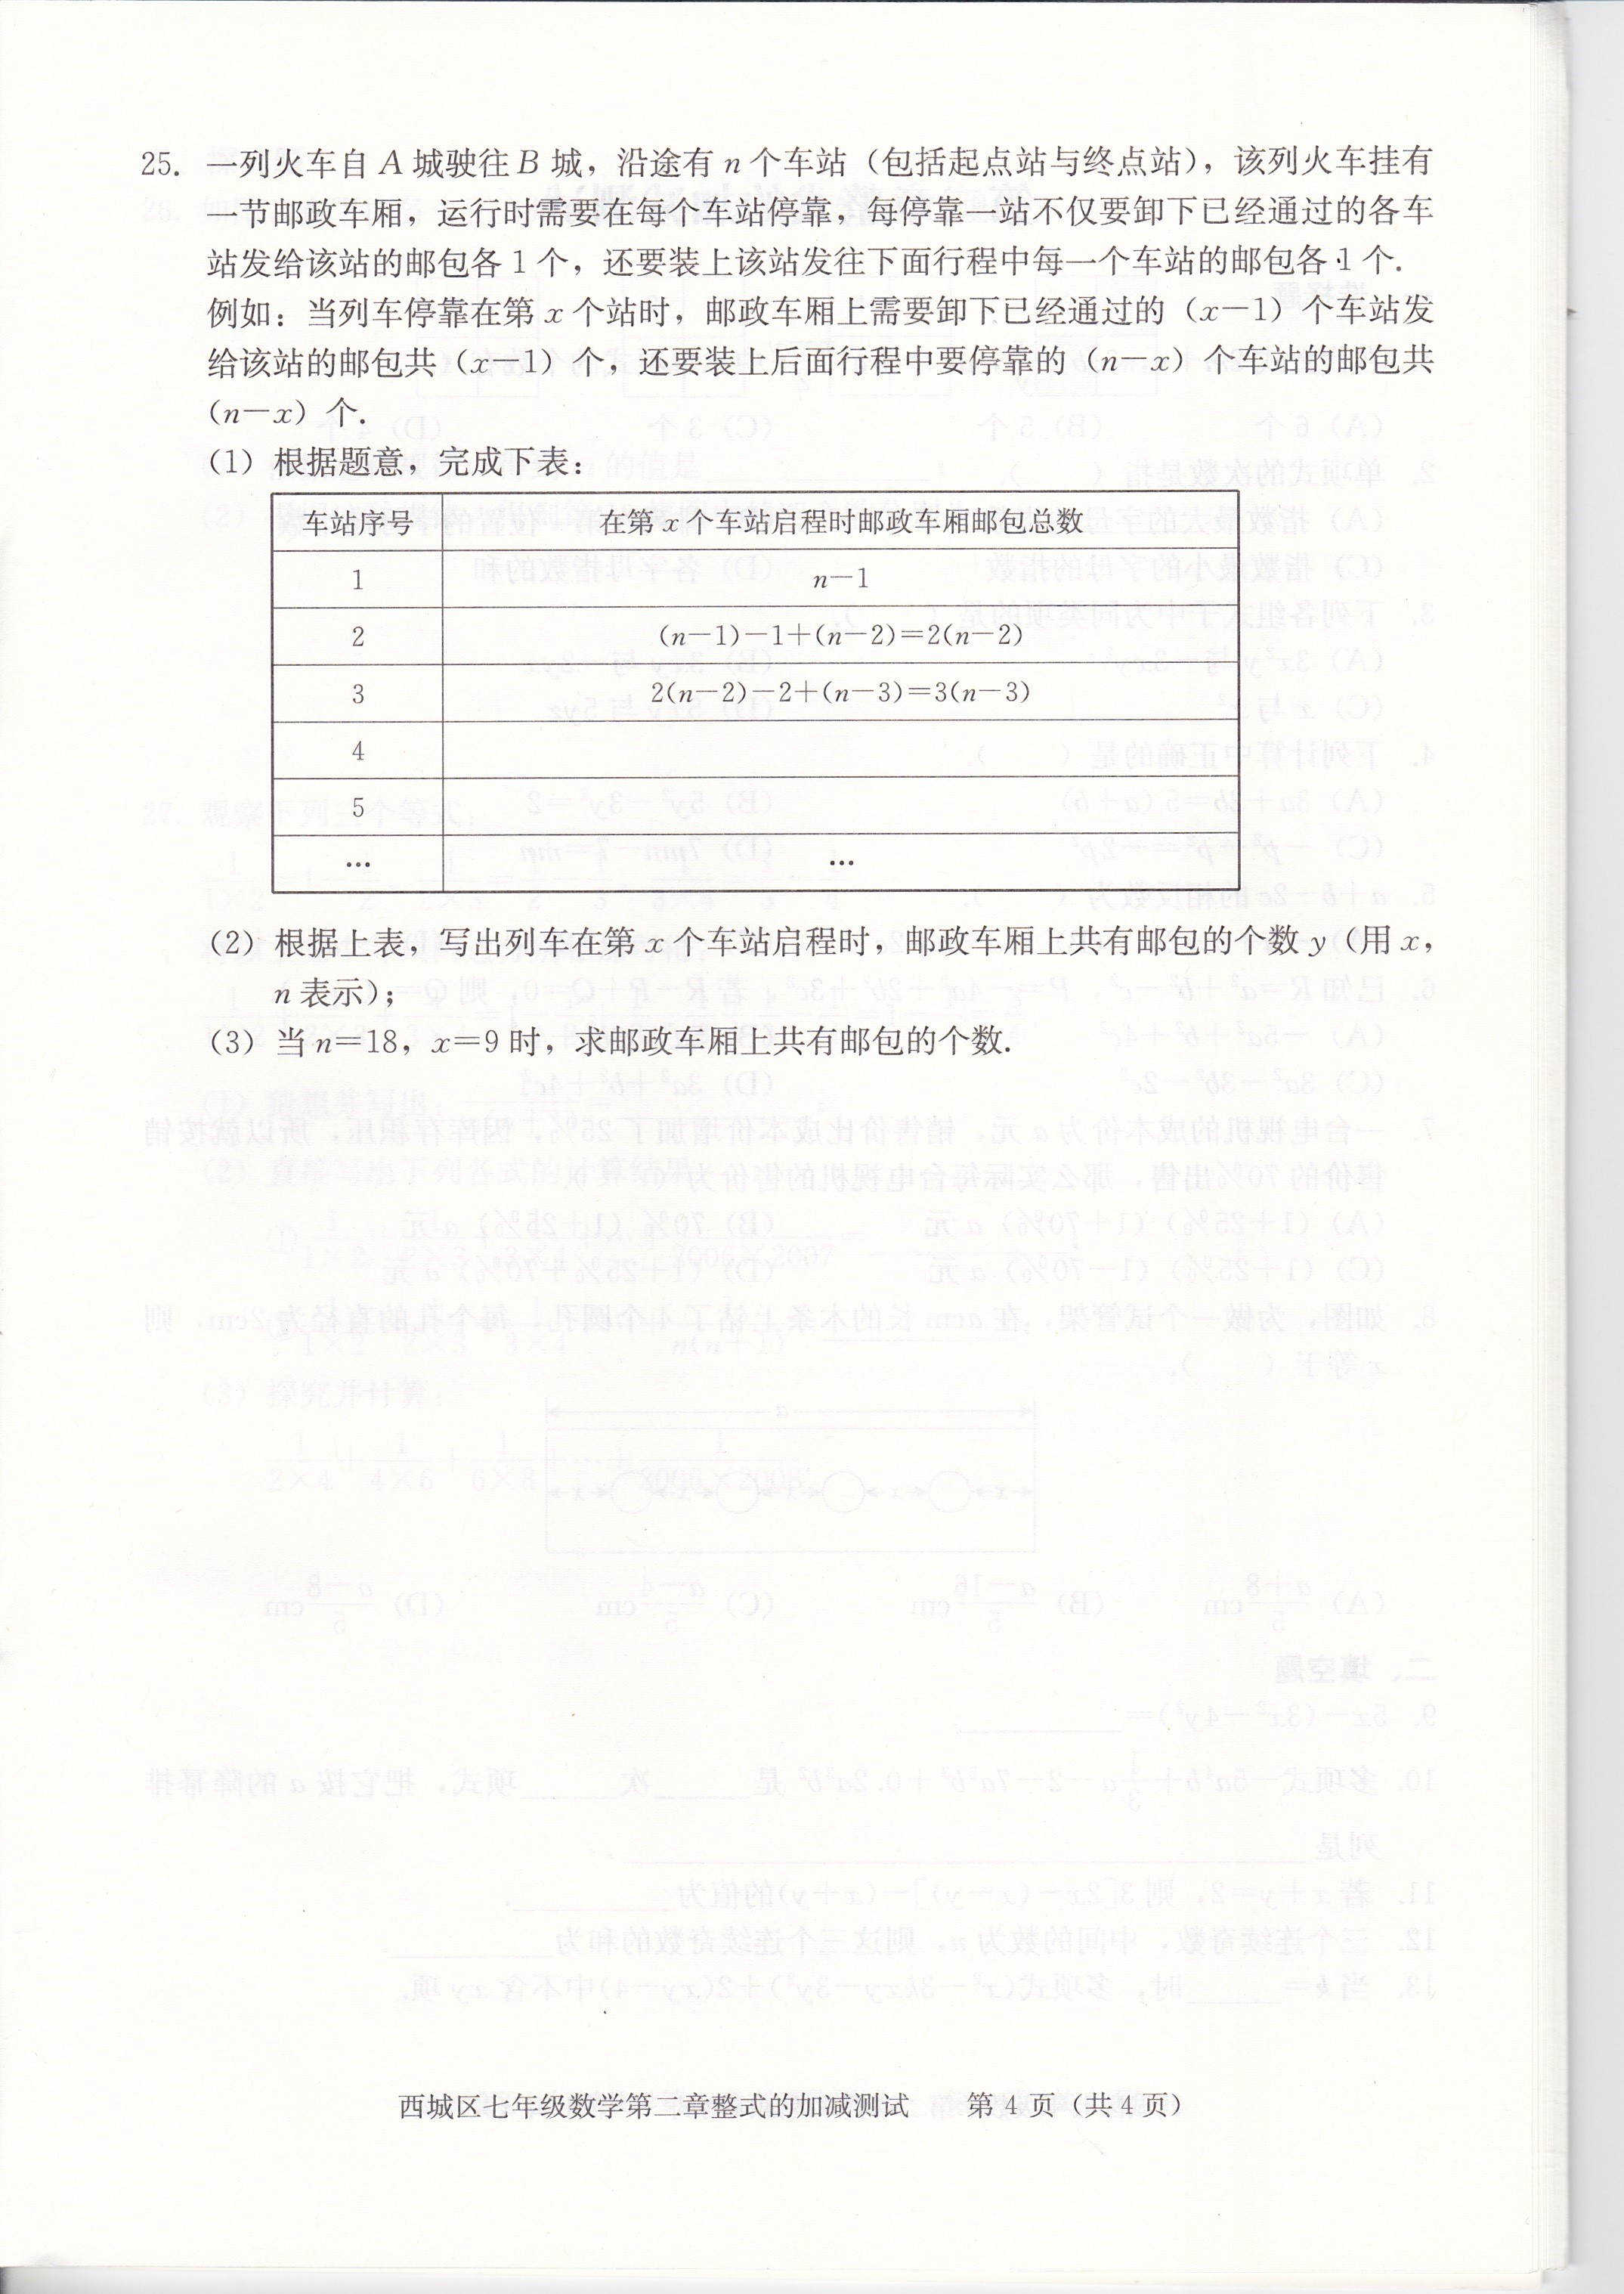 25. 一列火车自 A 城驶往 B 城，沿途有 n 个车站（包括起点站与终点站），该列火车挂有
一节邮政车厢，运行时需要在每个车站停靠，每停靠一站不仅要卸下已经通过的各车
站发给该站的邮包各 1 个，还要装上该站发往下面行程中每一个车站的邮包各 1 个．
例如：当列车停靠在第 x 个站时，邮政车厢上需要卸下已经通过的（x－1）个车站发
给该站的邮包共（x－1）个，还要装上后面行程中要停靠的（n－x）个车站的邮包共
（n－x）个．
（1）根据题意，完成下表：
车站序号 在第 x 个车站启程时邮政车厢邮包总数
1 n－1
2 (n－1)－1＋(n－2)＝2(n－2)
3 2(n－2)－2＋(n－3)＝3(n－3)
4
5
… …
（2）根据上表，写出列车在第 x 个车站启程时，邮政车厢上共有邮包的个数 y（用 x，
n 表示）；
（3）当 n＝18，x＝9 时，求邮政车厢上共有邮包的个数．
西城区七年级数学第二章整式的加减测试 第 4 页（共 4 页）